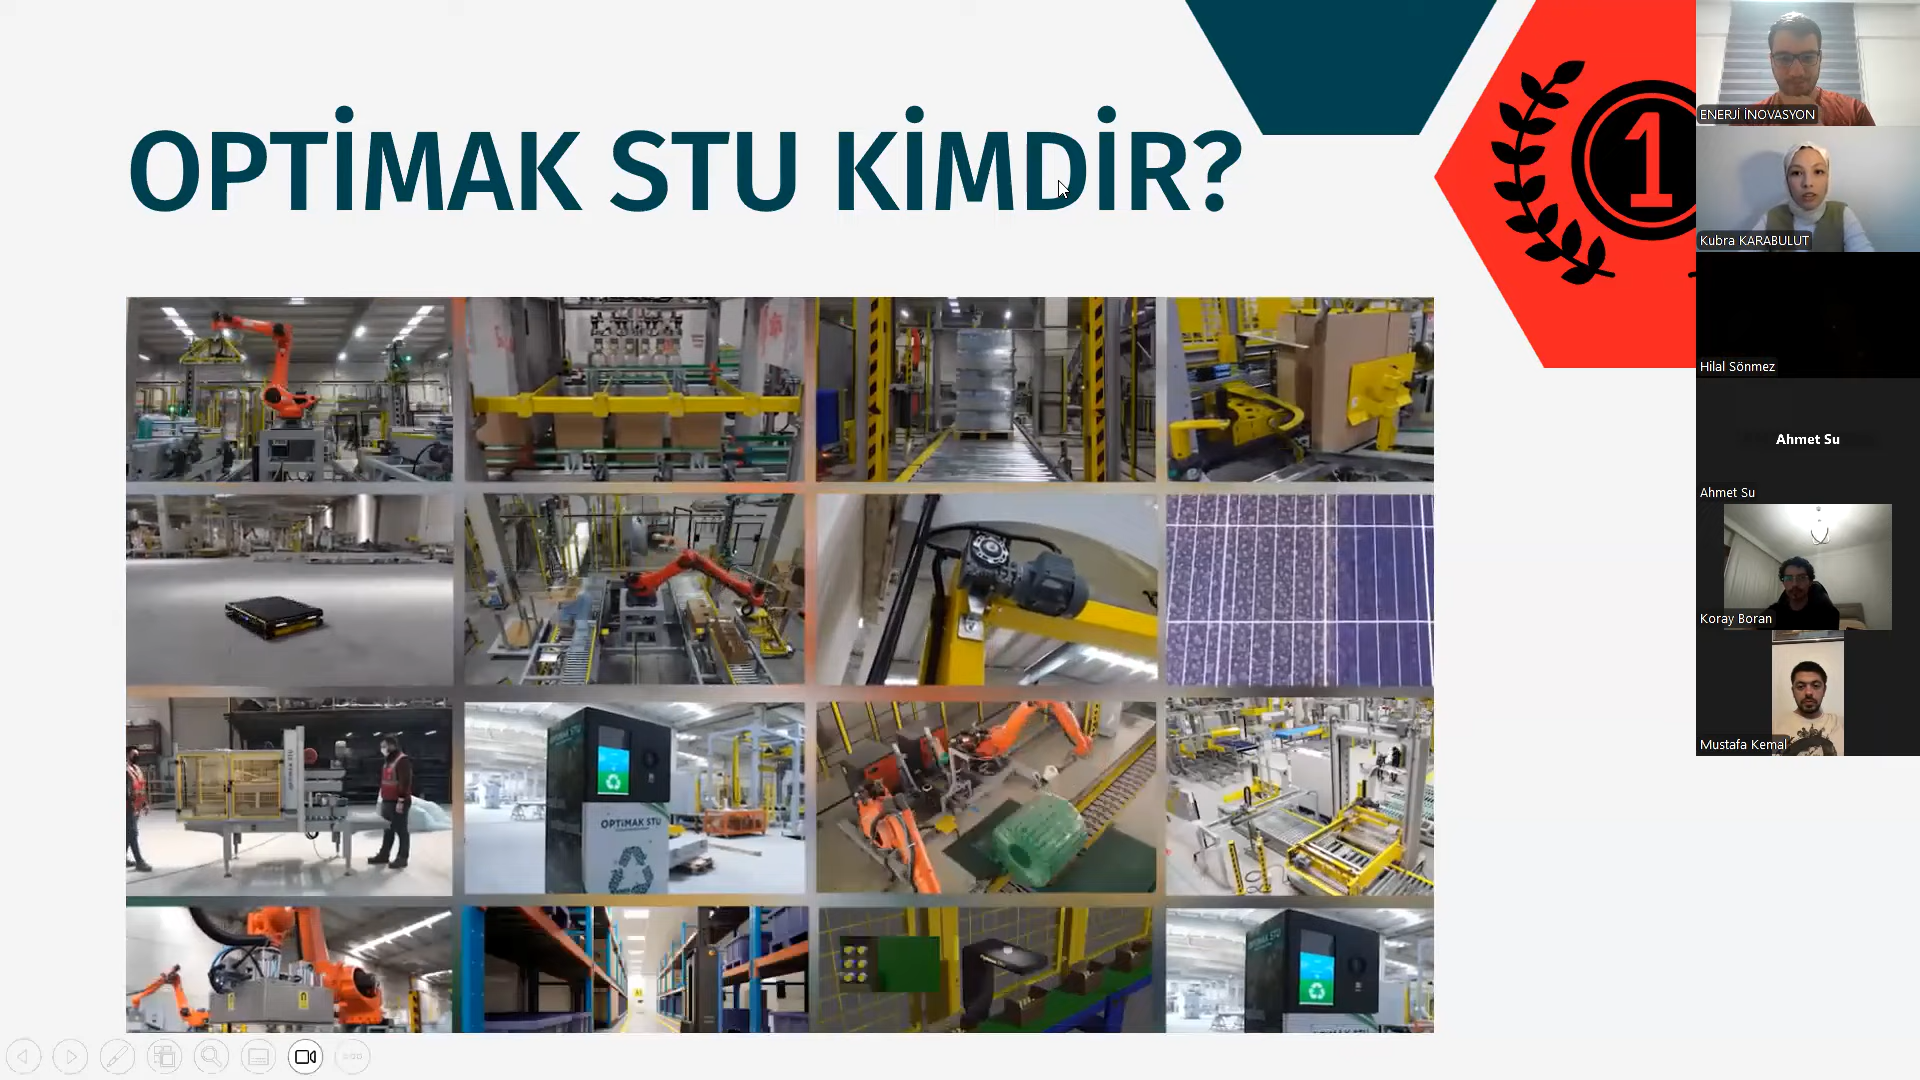 OPTİMAK STU KİMDİR?
1
ENERJİ İNOVASYON
Kubra KARABULUT
Hilal Sönmez
Ahmet Su
Ahmet Su
Koray Boran
Mustafa Kemal
OPTİMAK STU